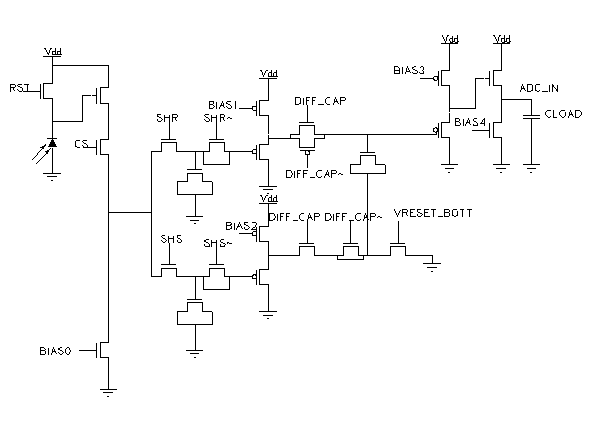 Vdd
Vdd
Vdd
BIAS3
Vdd
RST
BIAS1
DIFF_CAP
ADC_IN
SHR
SHR~
CLOAD
BIAS4
CS
DIFF_CAP~
Vdd
DIFF_CAP
DIFF_CAP~
VRESET_BOTT
BIAS2
SHS
SHS~
BIAS0